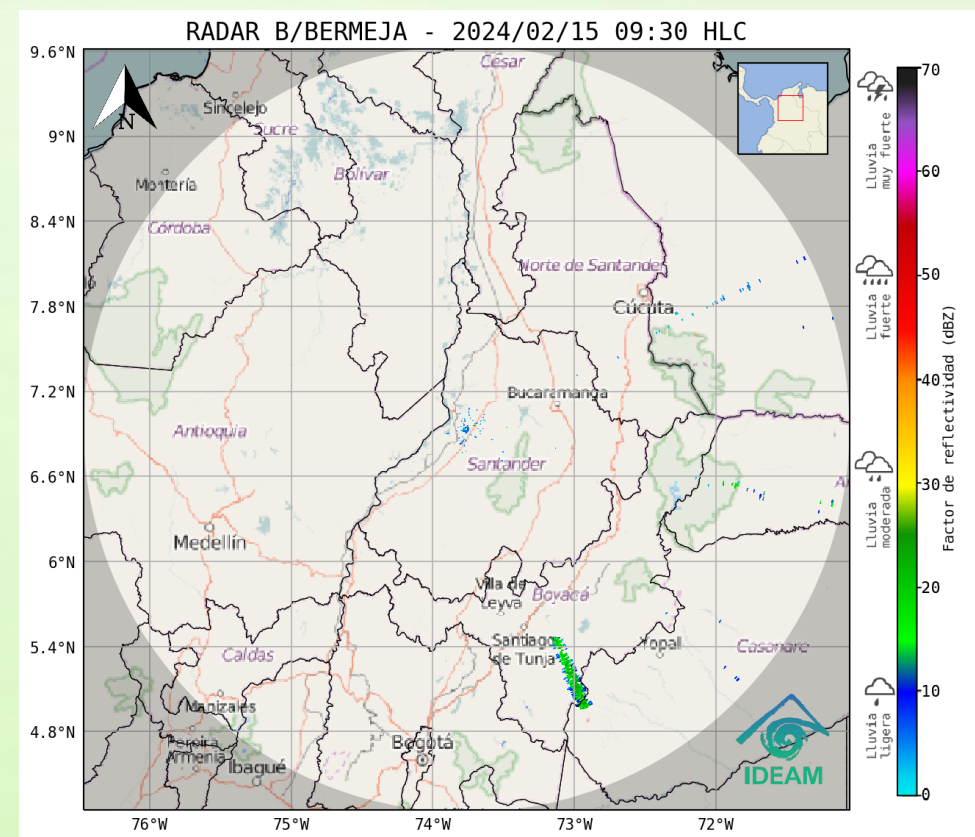 RADAR B/BERMEJA - 2024/02/15 09:30 HLC
9.6°N
9°N
8.4°N
7.8°N
7.2°N
6.6°N
6°N
5.4°N
4.8°N
76°W
75°W
74°W
73°W
72°W
N
César
Sincelejo
Sucre
Montería
Bolívar
Córdoba
Norte de Santander
Cúcuta
Bucaramanga
Antioquia
Santander
Medellín
Villa de
Leyva
Boyacá
Santiago
de Tunja
Yopal
Casanare
Caldas
Manizales
Pereira
Armenia
Ibagué
Bogotá
IDEAM
70
60
50
40
30
20
10
0
Factor de reflectividad (dBZ)
Lluvia
muy fuerte
Lluvia
fuerte
Lluvia
moderada
Lluvia
ligera